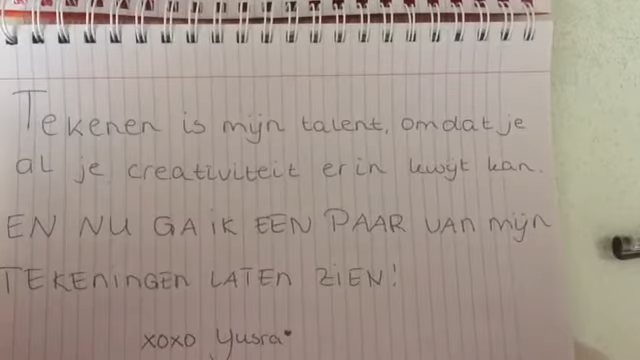 Tekenen is mijn talent, omdat je
al je creativiteit erin kwijt kan.
EN NU GA iK EEN PAAR VAN mijn
TEKENINGEN LATEN ZiEN!
xoxo Yusra